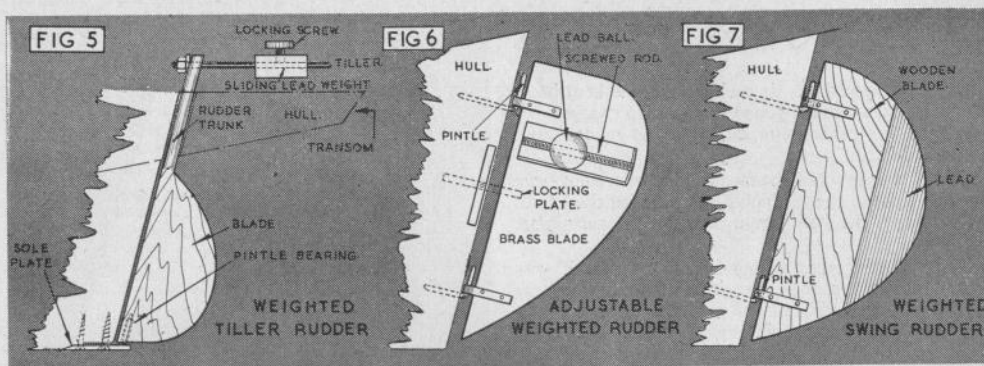 FIG 5
LOCKING SCREW
TILLER
SLIDING LEAD WEIGHT
RUDDER
TRUNK
HULL.
TRANSOM
BLADE
SOLE
PLATE
PINTLE BEARING
WEIGHTED
TILLER RUDDER
FIG 6
LEAD BALL.
SCREWED ROD.
HULL.
PINTLE.
LOCKING
PLATE.
BRASS BLADE
ADJUSTABLE
WEIGHTED RUDDER
FIG 7
HULL
WOODEN
BLADE.
LEAD
PINTLE
WEIGHTED
SWING RUDDER